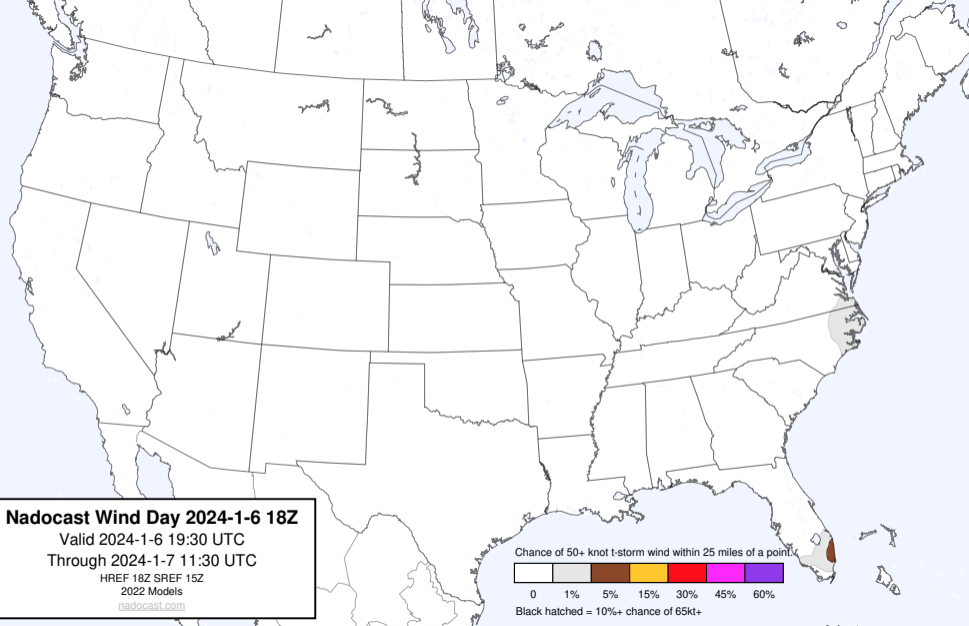 Nadocast Wind Day 2024-1-6 18Z
Valid 2024-1-6 19:30 UTC
Through 2024-1-7 11:30 UTC
HREF 18Z SREF 15Z
2022 Models
nadocast.com
Chance of 50+ knot t-storm wind within 25 miles of a point.
0 1% 5% 15% 30% 45% 60%
Black hatched = 10%+ chance of 65kt+